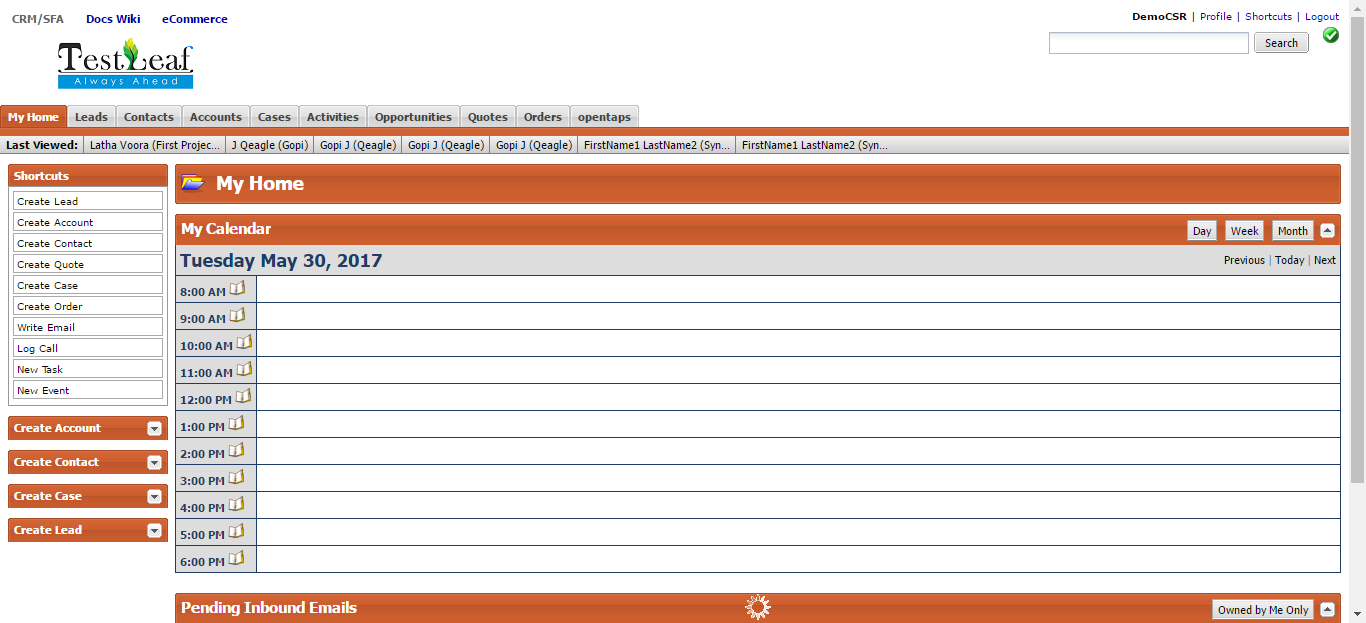 CRM/SFA Docs Wiki eCommerce
DemoCSR | Profile | Shortcuts | Logout
Search
TestLeaf
Always Ahead
My Home Leads Contacts Accounts Cases Activities Opportunities Quotes Orders opentaps
Last Viewed: Latha Voora (First Projec... J Qeagle (Gopi) Gopi J (Qeagle) Gopi J (Qeagle) Gopi J (Qeagle) FirstName1 LastName2 (Syn... FirstName1 LastName2 (Syn...
Shortcuts
Create Lead
Create Account
Create Contact
Create Quote
Create Case
Create Order
Write Email
Log Call
New Task
New Event
Create Account
Create Contact
Create Case
Create Lead
My Home
My Calendar Day Week Month
Tuesday May 30, 2017 Previous | Today | Next
8:00 AM
9:00 AM
10:00 AM
11:00 AM
12:00 PM
1:00 PM
2:00 PM
3:00 PM
4:00 PM
5:00 PM
6:00 PM
Pending Inbound Emails Owned by Me Only